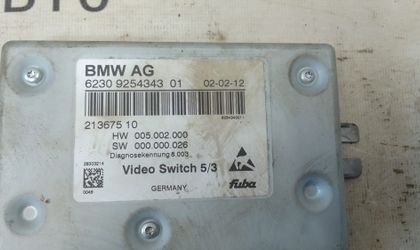 BMW AG
6230 9254343 01 02-02-12
213675 10
HW 005.002.000
SW 000.000.026
Diagnosekennung 8.003
Video Switch 5/3
GERMANY
fuba